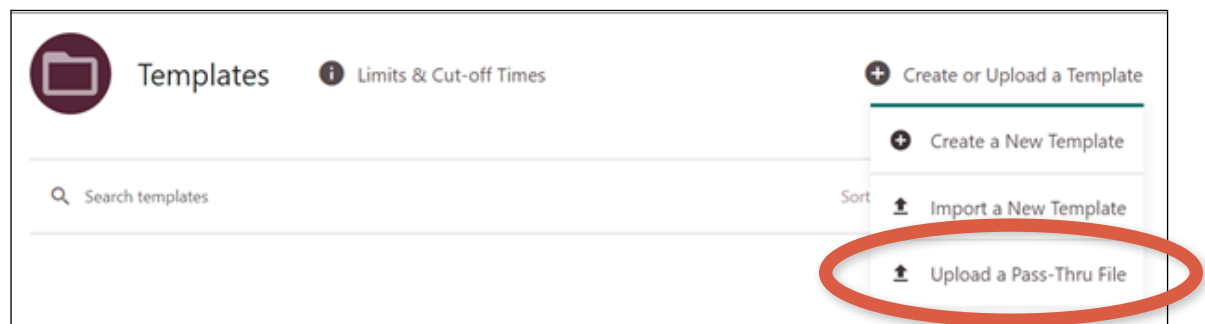 Templates
Limits & Cut-off Times
Create or Upload a Template
Create a New Template
Search templates
Sort
Import a New Template
Upload a Pass-Thru File